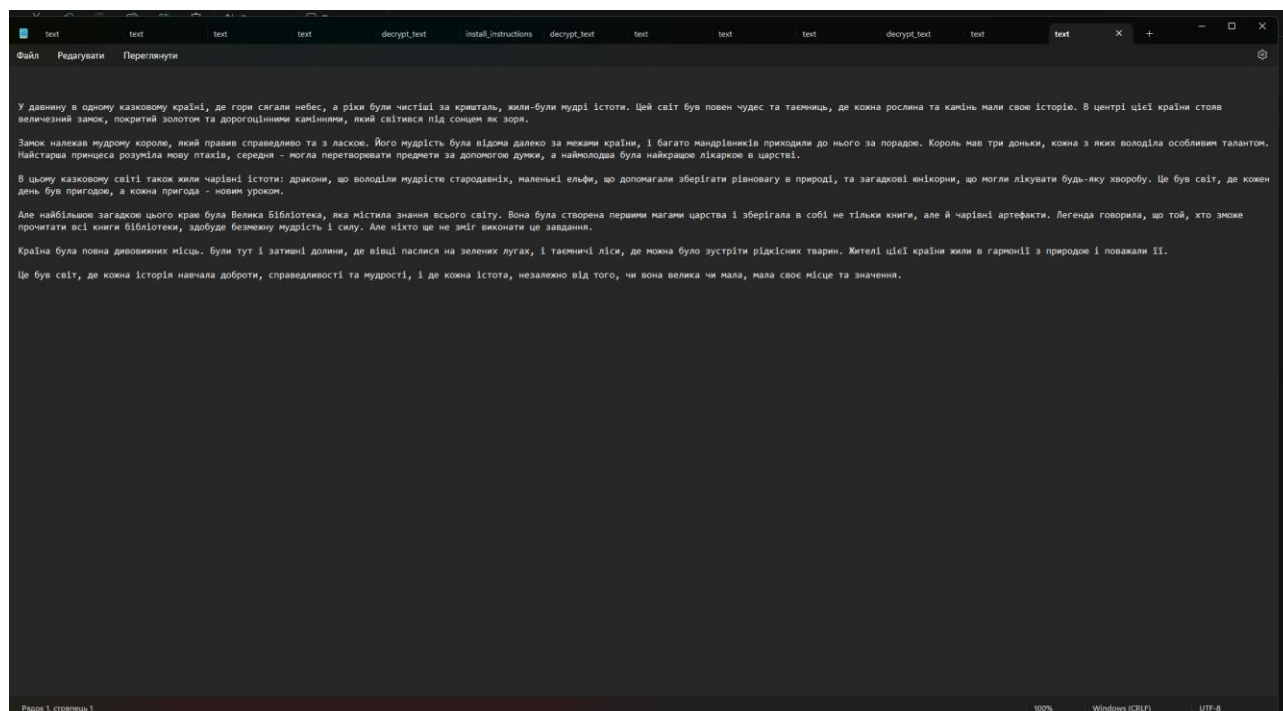 text text text text decrypt_text install_instructions decrypt_text text text text decrypt_text text text
Файл Редагувати Переглянути
У давнину в одному казковому країні, де гори сягали небес, а ріки були чистіші за кришталь, жили-були мудрі істоти. Цей світ був повен чудес та таємниць, де кожна рослина та камінь мали свою історію. В центрі цієї країни стояв
величезний замок, покритий золотом та дорогоцінними каміннями, який світився під сонцем як зоря.
Замок належав мудрому королю, який правив справедливо та з ласкою. Його мудрість була відома далеко за межами країни, і багато мандрівників приходили до нього за порадою. Король мав три доньки, кожна з яких володіла особливим талантом.
Найстарша принцеса розуміла мову птахів, середня - могла перетворювати предмети за допомогою думки, а наймолодша була найкращою лікаркою в царстві.
В цьому казковому світі також жили чарівні істоти: дракони, що володіли мудрістю стародавніх, маленькі ельфи, що допомагали зберігати рівновагу в природі, та загадкові юнікорни, що могли лікувати будь-яку хворобу. Це був світ, де кожен
день був пригодою, а кожна пригода - новим уроком.
Але найбільшою загадкою цього краю була Велика Бібліотека, яка містила знання всього світу. Вона була створена першими магами царства і зберігала в собі не тільки книги, але й чарівні артефакти. Легенда говорила, що той, хто зможе
прочитати всі книги бібліотеки, здобуде безмежну мудрість і силу. Але ніхто ще не зміг виконати це завдання.
Країна була повна дивовижних місць. Були тут і затишні долини, де вівці паслися на зелених лугах, і таємничі ліси, де можна було зустріти рідкісних тварин. Жителі цієї країни жили в гармонії з природою і поважали її.
Це був світ, де кожна історія навчала доброти, справедливості та мудрості, і де кожна істота, незалежно від того, чи вона велика чи мала, мала своє місце та значення.
Рядок 1, стовпець 1 100% Windows (CRLF) UTF-8